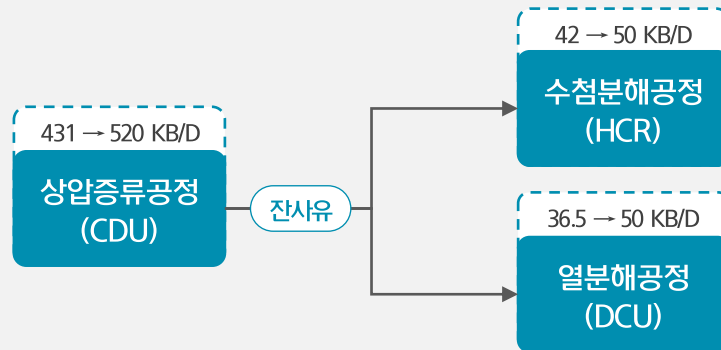 42 → 50 KB/D
수첨분해공정
(HCR)
431 → 520 KB/D
상압증류공정
(CDU)
잔사유
36.5 → 50 KB/D
열분해공정
(DCU)